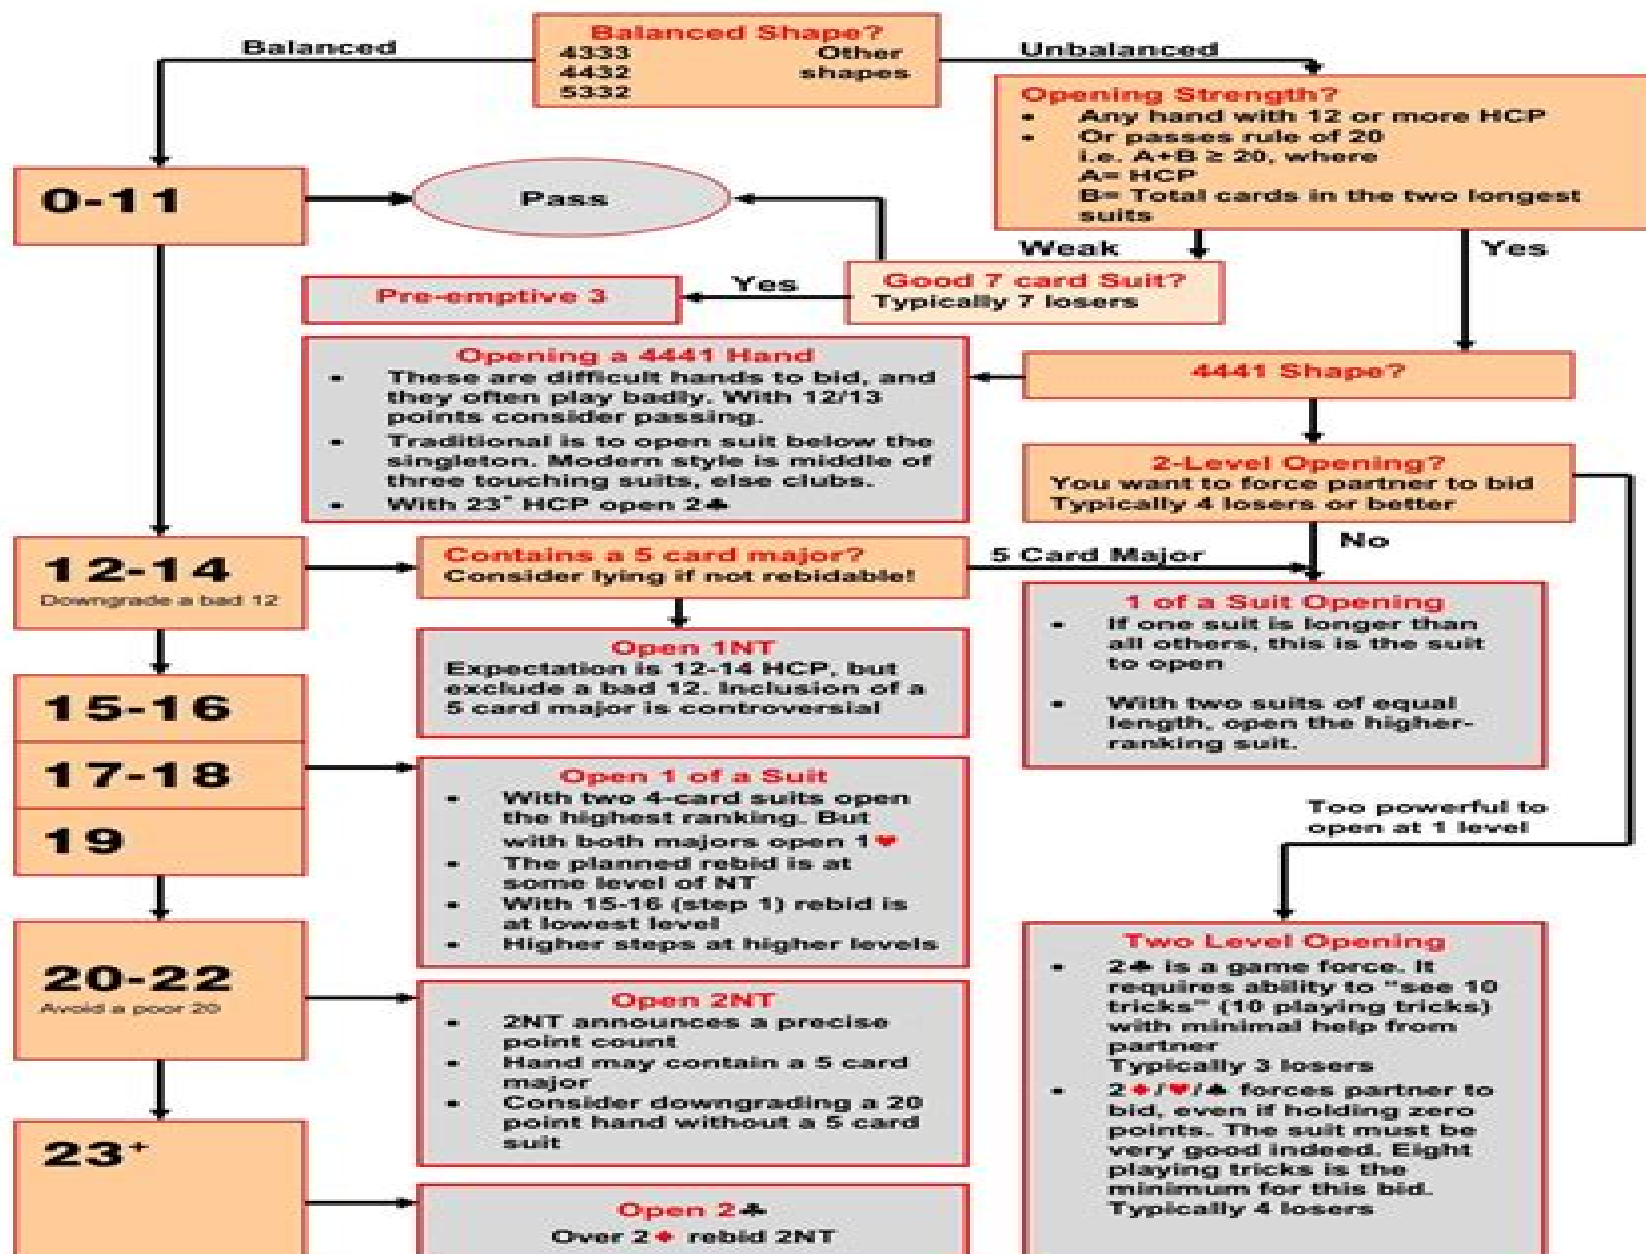 Balanced Shape?
4333 Other
4432 shapes
5332
Balanced
Unbalanced
Opening Strength?
• Any hand with 12 or more HCP
• Or passes rule of 20
i.e. A+B ≥ 20, where
A= HCP
B= Total cards in the two longest
suits
0-11
Pass
Weak
Yes
Good 7 card Suit?
Typically 7 losers
Yes
Pre-emptive 3
Opening a 4441 Hand
• These are difficult hands to bid, and
they often play badly. With 12/13
points consider passing.
• Traditional is to open suit below the
singleton. Modern style is middle of
three touching suits, else clubs.
• With 23+ HCP open 2♣
4441 Shape?
2-Level Opening?
You want to force partner to bid
Typically 4 losers or better
No
12-14
Downgrade a bad 12
Contains a 5 card major?
Consider lying if not rebidable!
5 Card Major
Open 1NT
Expectation is 12-14 HCP, but
exclude a bad 12. Inclusion of a
5 card major is controversial
1 of a Suit Opening
• If one suit is longer than
all others, this is the suit
to open
• With two suits of equal
length, open the higher-
ranking suit.
15-16
17-18
19
Open 1 of a Suit
• With two 4-card suits open
the highest ranking. But
with both majors open 1♥
• The planned rebid is at
some level of NT
• With 15-16 (step 1) rebid is
at lowest level
• Higher steps at higher levels
Too powerful to
open at 1 level
20-22
Avoid a poor 20
Open 2NT
• 2NT announces a precise
point count
• Hand may contain a 5 card
major
• Consider downgrading a 20
point hand without a 5 card
suit
Two Level Opening
• 2♣ is a game force. It
requires ability to "see 10
tricks" (10 playing tricks)
with minimal help from
partner
Typically 3 losers
• 2♦/♥/♠ forces partner to
bid, even if holding zero
points. The suit must be
very good indeed. Eight
playing tricks is the
minimum for this bid.
Typically 4 losers
23+
Open 2♣
Over 2♦ rebid 2NT